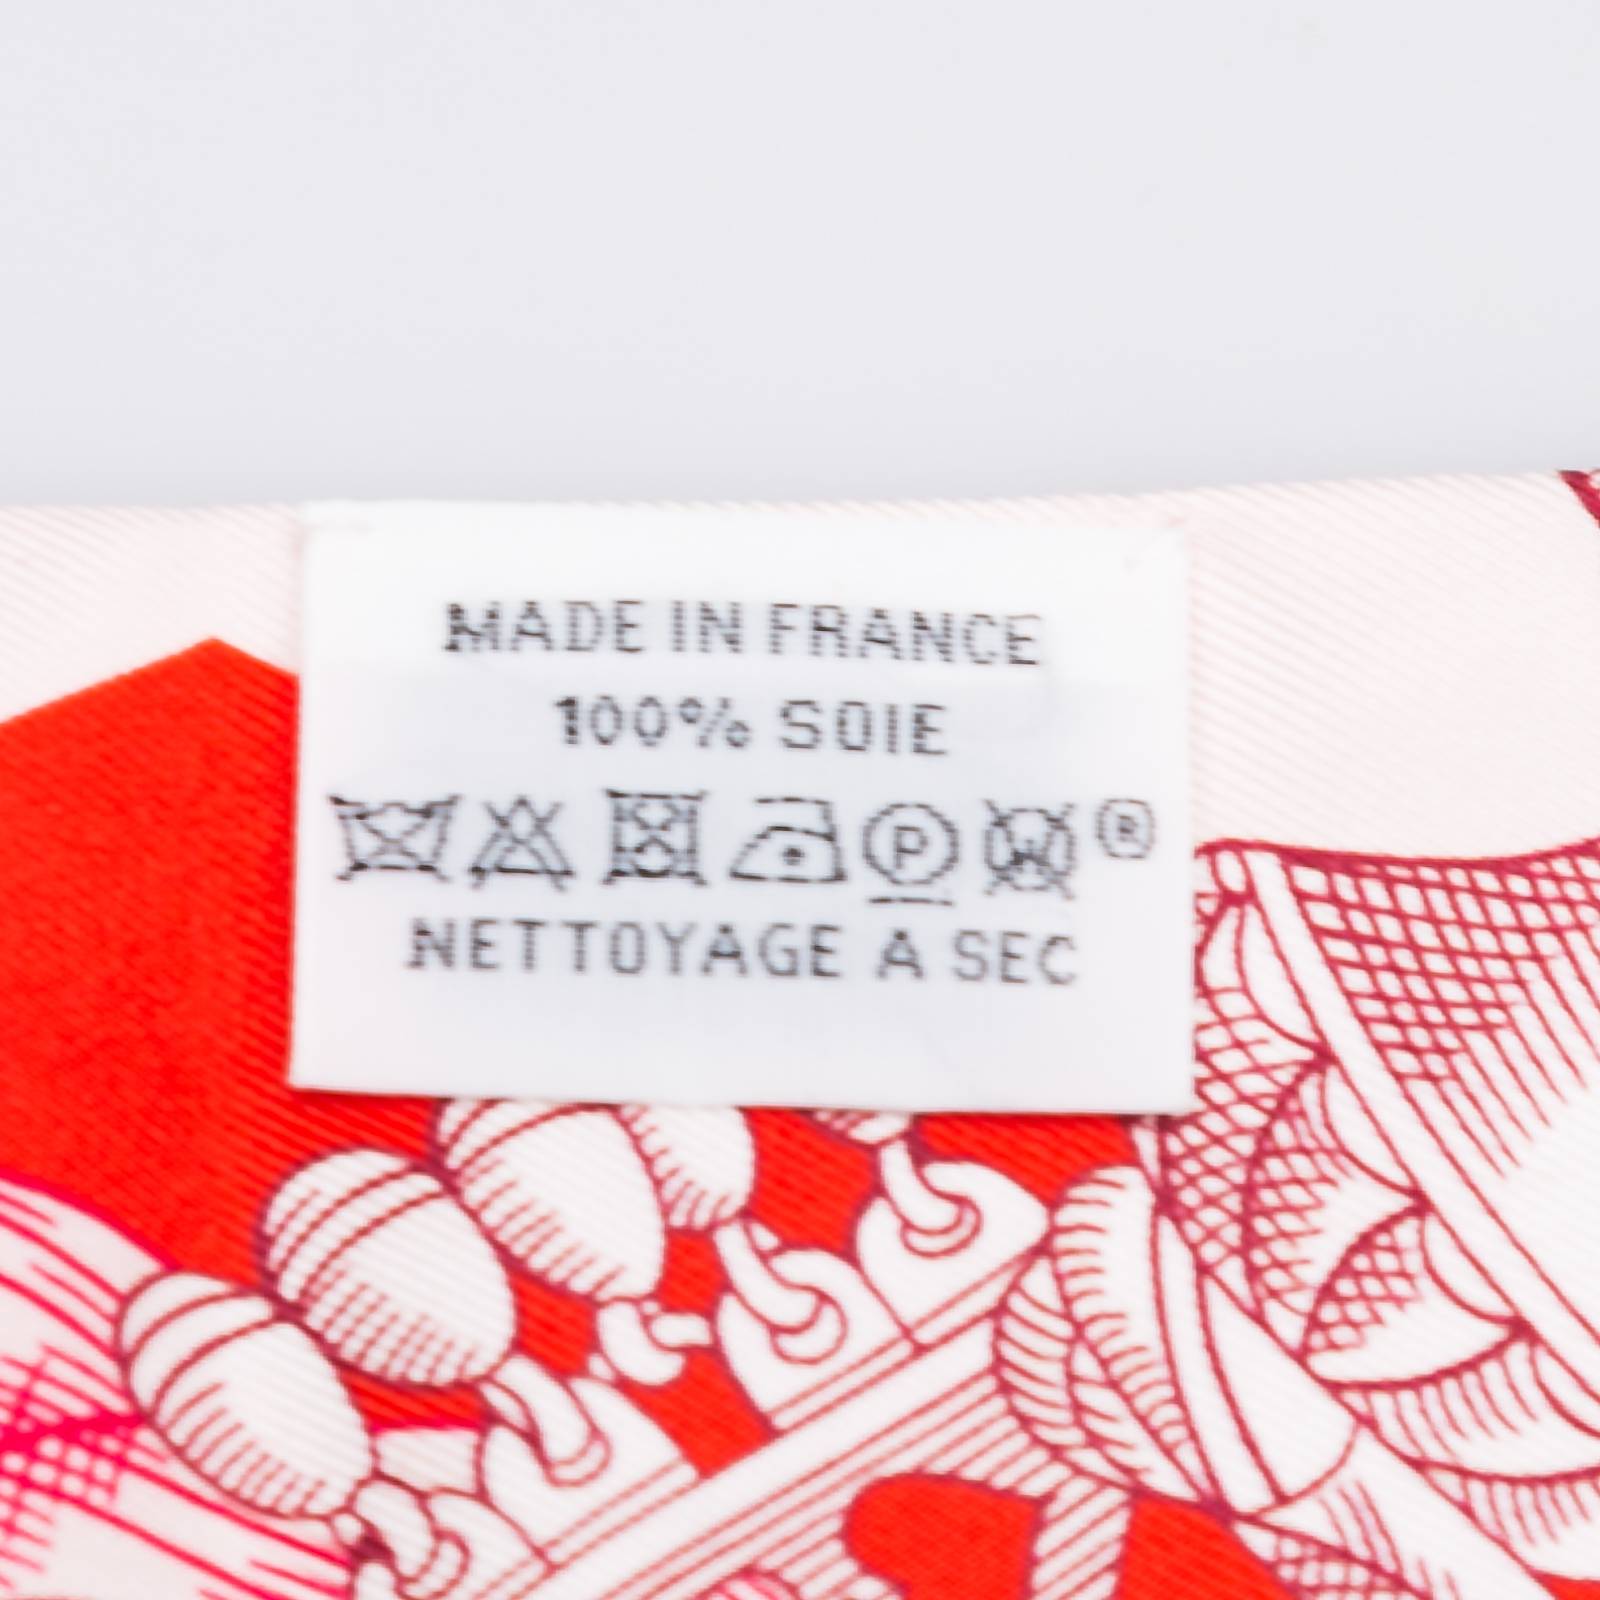 MADE IN FRANCE
100% SOIE
P W ®
NETTOYAGE A SEC